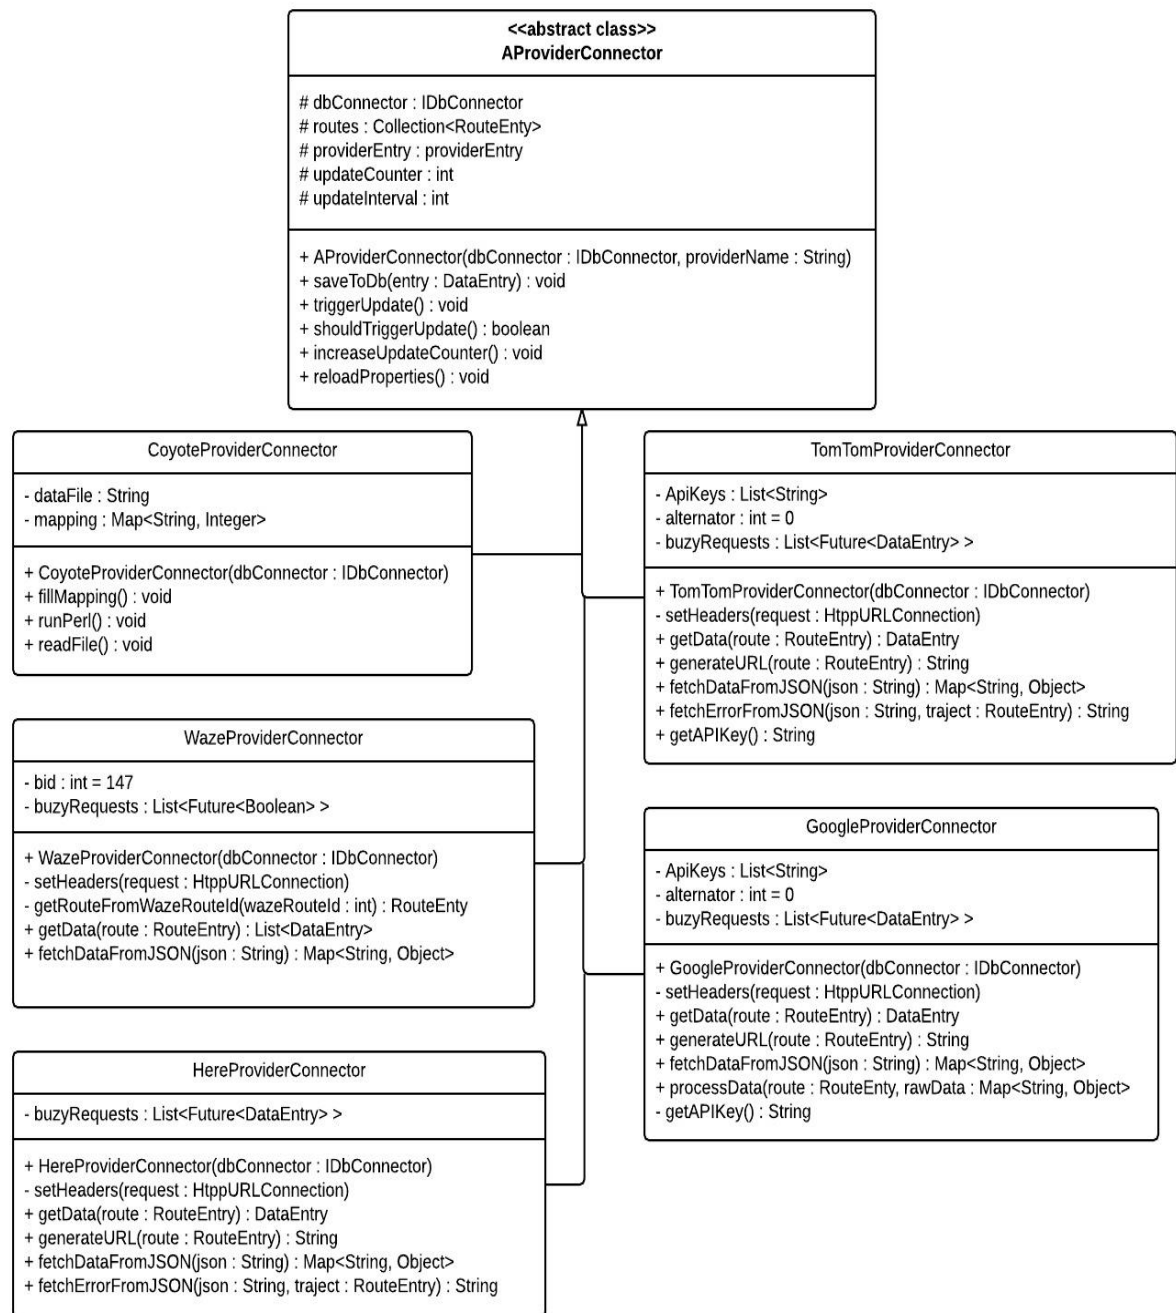 <<abstract class>>
AProviderConnector
# dbConnector : IDbConnector
# routes : Collection<RouteEnty>
# providerEntry : providerEntry
# updateCounter : int
# updateInterval : int
+ AProviderConnector(dbConnector : IDbConnector, providerName : String)
+ saveToDb(entry : DataEntry) : void
+ triggerUpdate() : void
+ shouldTriggerUpdate() : boolean
+ increaseUpdateCounter() : void
+ reloadProperties() : void
CoyoteProviderConnector
- dataFile : String
- mapping : Map<String, Integer>
+ CoyoteProviderConnector(dbConnector : IDbConnector)
+ fillMapping() : void
+ runPerl() : void
+ readFile() : void
TomTomProviderConnector
- ApiKeys : List<String>
- alternator : int = 0
- buzyRequests : List<Future<DataEntry> >
+ TomTomProviderConnector(dbConnector : IDbConnector)
- setHeaders(request : HtppURLConnection)
+ getData(route : RouteEntry) : DataEntry
+ generateURL(route : RouteEntry) : String
+ fetchDataFromJSON(json : String) : Map<String, Object>
+ fetchErrorFromJSON(json : String, traject : RouteEntry) : String
+ getAPIKey() : String
WazeProviderConnector
- bid : int = 147
- buzyRequests : List<Future<Boolean> >
+ WazeProviderConnector(dbConnector : IDbConnector)
- setHeaders(request : HtppURLConnection)
- getRouteFromWazeRouteId(wazeRouteId : int) : RouteEnty
+ getData(route : RouteEntry) : List<DataEntry>
+ fetchDataFromJSON(json : String) : Map<String, Object>
GoogleProviderConnector
- ApiKeys : List<String>
- alternator : int = 0
- buzyRequests : List<Future<DataEntry> >
+ GoogleProviderConnector(dbConnector : IDbConnector)
- setHeaders(request : HtppURLConnection)
+ getData(route : RouteEntry) : DataEntry
+ generateURL(route : RouteEntry) : String
+ fetchDataFromJSON(json : String) : Map<String, Object>
+ processData(route : RouteEnty, rawData : Map<String, Object>
- getAPIKey() : String
HereProviderConnector
- buzyRequests : List<Future<DataEntry> >
+ HereProviderConnector(dbConnector : IDbConnector)
- setHeaders(request : HtppURLConnection)
+ getData(route : RouteEntry) : DataEntry
+ generateURL(route : RouteEntry) : String
+ fetchDataFromJSON(json : String) : Map<String, Object>
+ fetchErrorFromJSON(json : String, traject : RouteEntry) : String